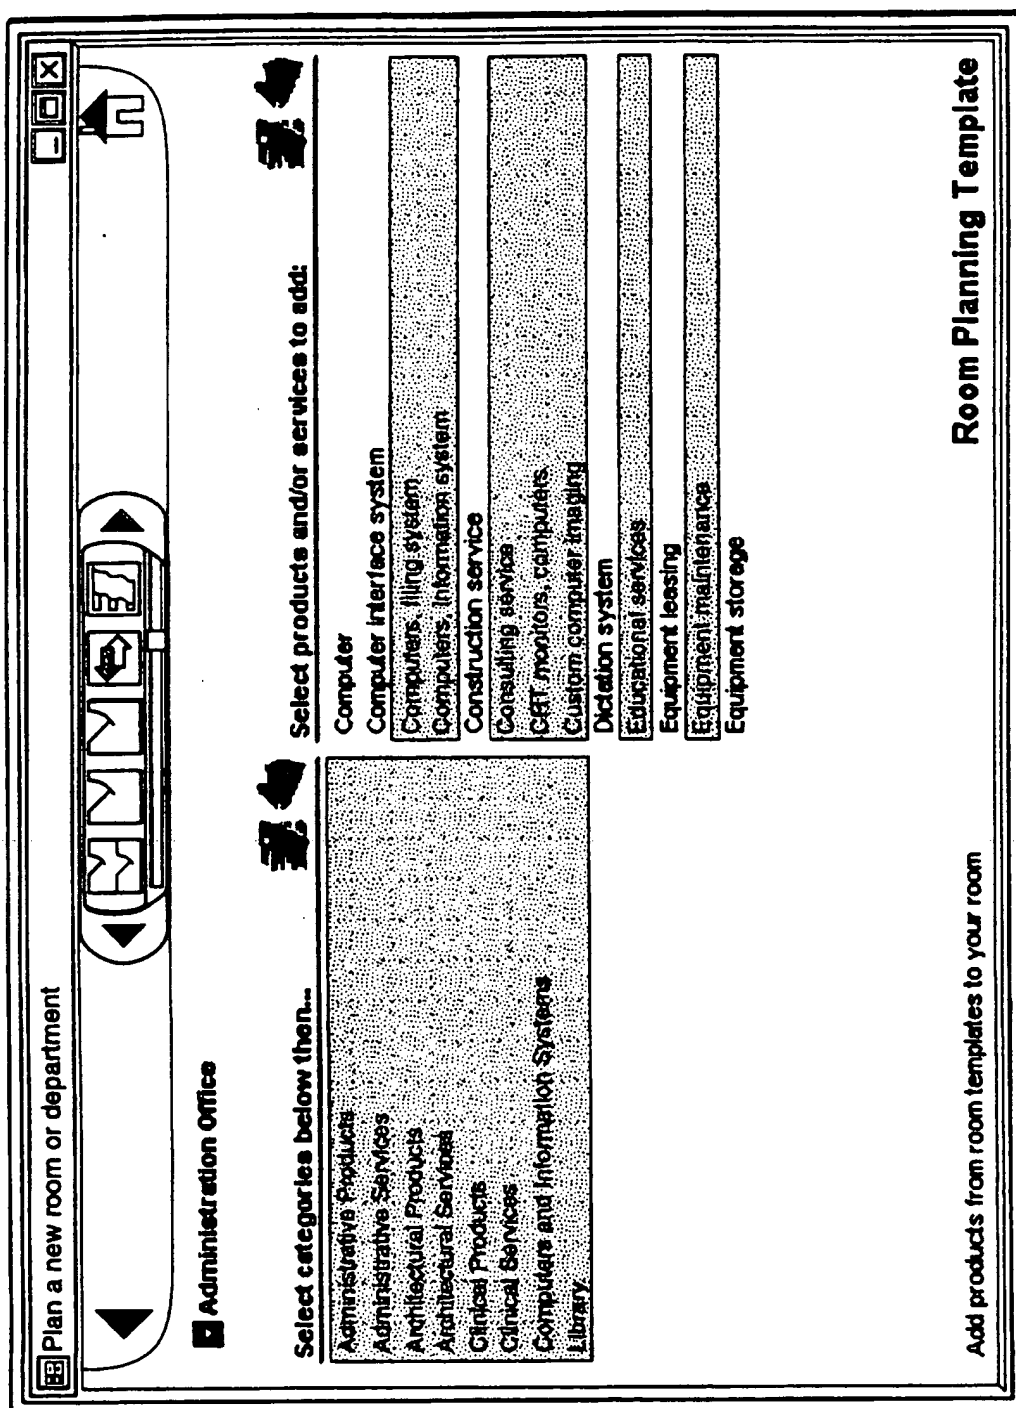 Plan a new room or department
Administration Office
Select categories below then...
Administrative Products
Administrative Services
Architectural Products
Architectural Services
Clinical Products
Clinical Services
Computers and Information Systems
Library
Select products and/or services to add:
Computer
Computer interface system
Computers, filing system
Computers, information system
Construction service
Consulting service
CRT monitors, computers
Custom computer imaging
Dictation system
Educational services
Equipment leasing
Equipment maintenance
Equipment storage
Add products from room templates to your room
Room Planning Template